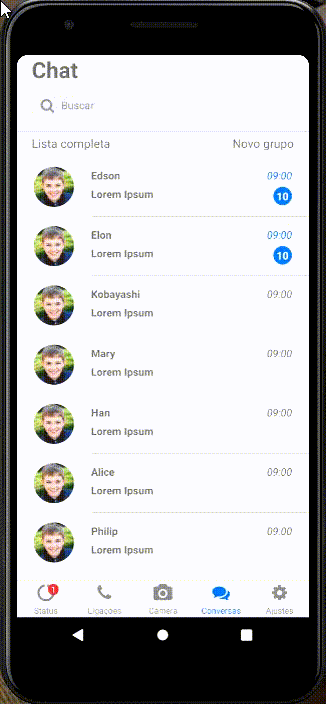 Chat
Buscar
Lista completa Novo grupo
Edson 09:00
Lorem Ipsum 10
Elon 09:00
Lorem Ipsum 10
Kobayashi 09:00
Lorem Ipsum
Mary 09:00
Lorem Ipsum
Han 09:00
Lorem Ipsum
Alice 09:00
Lorem Ipsum
Philip 09:00
Lorem Ipsum
1
Status Ligações Câmera Conversas Ajustes